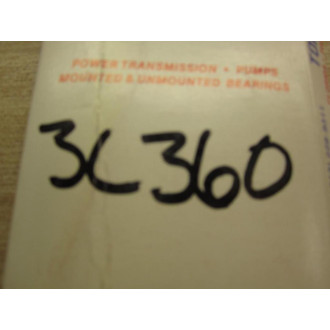 POWER TRANSMISSION • PUMPS
MOUNTED & UNMOUNTED BEARINGS
3C360